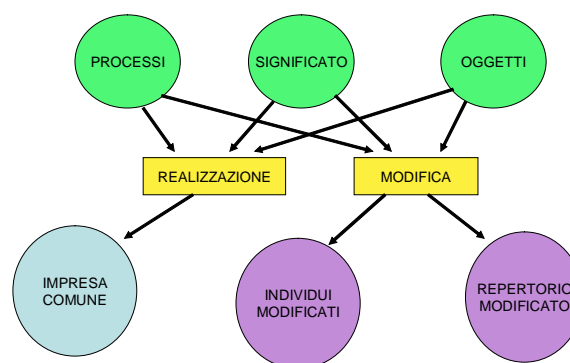 PROCESSI
SIGNIFICATO
OGGETTI
REALIZZAZIONE
MODIFICA
IMPRESA
COMUNE
INDIVIDUI
MODIFICATI
REPERTORIO
MODIFICATO